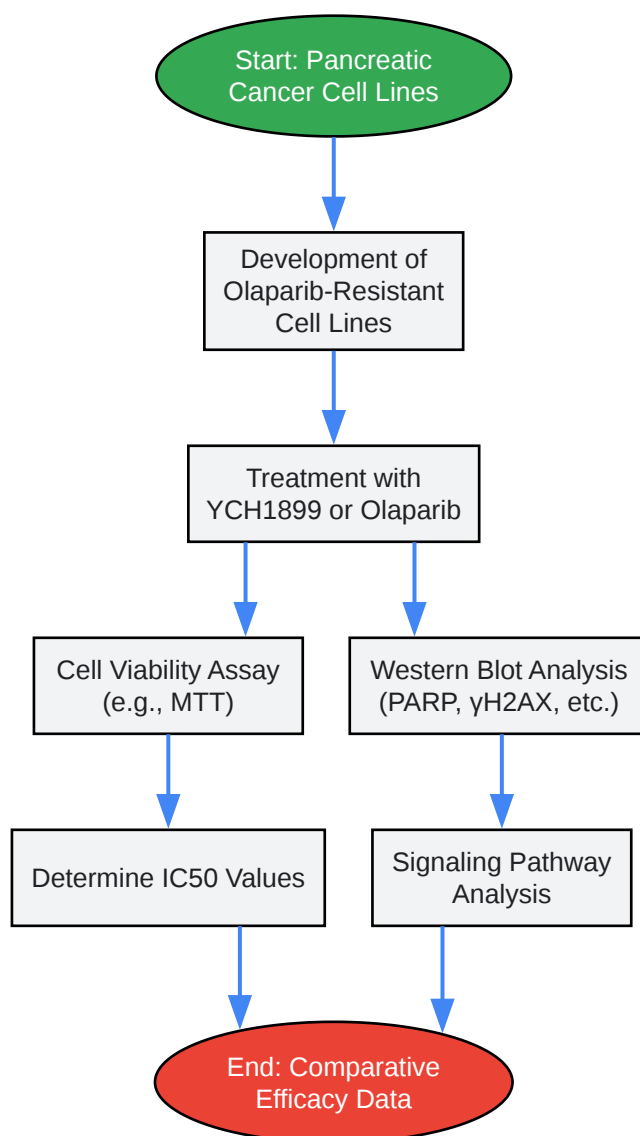 Start: Pancreatic
Cancer Cell Lines
Development of
Olaparib-Resistant
Cell Lines
Treatment with
YCH1899 or Olaparib
Cell Viability Assay
(e.g., MTT)
Western Blot Analysis
(PARP, γH2AX, etc.)
Determine IC50 Values
Signaling Pathway
Analysis
End: Comparative
Efficacy Data